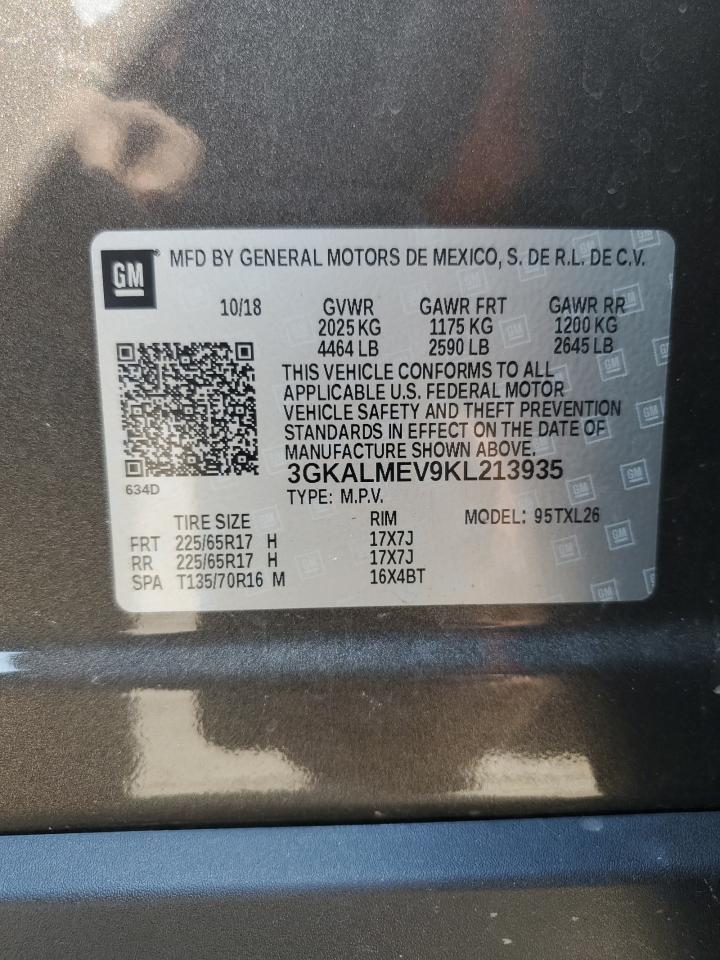 GM
MFD BY GENERAL MOTORS DE MEXICO, S. DE R.L. DE C.V.
10/18 GVWR GAWR FRT GAWR RR
2025 KG 1175 KG 1200 KG
4464 LB 2590 LB 2645 LB
THIS VEHICLE CONFORMS TO ALL
APPLICABLE U.S. FEDERAL MOTOR
VEHICLE SAFETY AND THEFT PREVENTION
STANDARDS IN EFFECT ON THE DATE OF
MANUFACTURE SHOWN ABOVE.
3GKALMEV9KL213935
634D
TYPE: M.P.V.
TIRE SIZE RIM MODEL: 95TXL26
FRT 225/65R17 H 17X7J
RR 225/65R17 H 17X7J
SPA T135/70R16 M 16X4BT